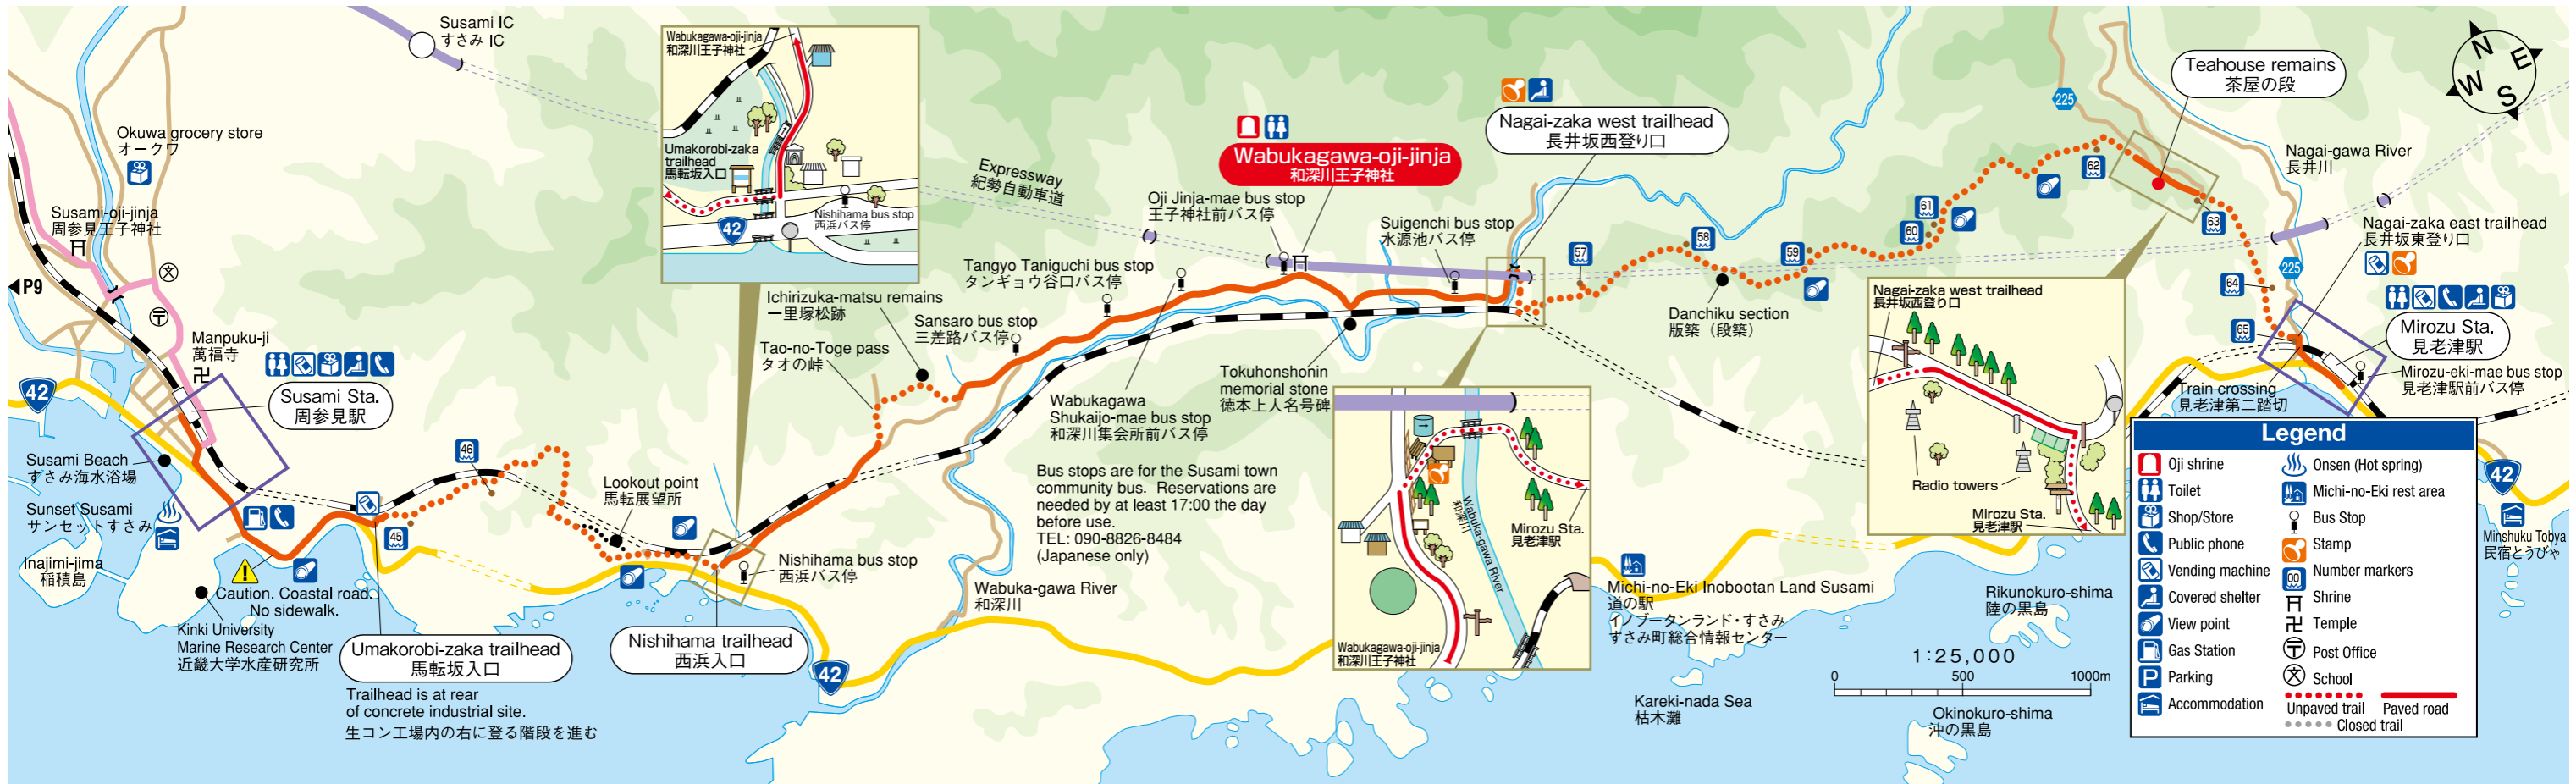 Susami IC
すさみ IC
Okuwa grocery store
オークワ
Susami-oji-jinja
周参見王子神社
P9
Manpuku-ji
萬福寺
42
Susami Sta.
周参見駅
Susami Beach
すさみ海水浴場
Sunset Susami
サンセットすさみ
Inajimi-jima
稲積島
Caution. Coastal road.
No sidewalk.
Kinki University
Marine Research Center
近畿大学水産研究所
45
46
Umakorobi-zaka trailhead
馬転坂入口
Trailhead is at rear
of concrete industrial site.
生コン工場内の右に登る階段を進む
Lookout point
馬転展望所
Nishihama trailhead
西浜入口
Nishihama bus stop
西浜バス停
42
Wabukagawa-oji-jinja
和深川王子神社
Umakorobi-zaka
trailhead
馬転坂入口
42
Nishihama bus stop
西浜バス停
Tao-no-Toge pass
タオの峠
Ichirizuka-matsu remains
一里塚松跡
Sansaro bus stop
三差路バス停
Tangyo Taniguchi bus stop
タンギョウ谷口バス停
Wabukagawa
Shukaijo-mae bus stop
和深川集会所前バス停
Bus stops are for the Susami town
community bus. Reservations are
needed by at least 17:00 the day
before use.
TEL: 090-8826-8484
(Japanese only)
Wabuka-gawa River
和深川
Expressway
紀勢自動車道
Oji Jinja-mae bus stop
王子神社前バス停
Wabukagawa-oji-jinja
和深川王子神社
Suigenchi bus stop
水源池バス停
Tokuhonshonin
memorial stone
徳本上人名号碑
Nagai-zaka west trailhead
長井坂西登り口
Wabuka-gawa River
和深川
Mirozu Sta.
見老津駅
Wabukagawa-oji-jinja
和深川王子神社
57
58
59
60
61
62
63
64
65
Danchiku section
版築（段築）
Michi-no-Eki Inobootan Land Susami
道の駅
イノブータンランド・すさみ
すさみ町総合情報センター
Kareki-nada Sea
枯木灘
Rikunokuro-shima
陸の黒島
Okinokuro-shima
沖の黒島
1:25,000
0 500 1000m
Nagai-zaka west trailhead
長井坂西登り口
Radio towers
Mirozu Sta.
見老津駅
225
Teahouse remains
茶屋の段
N
E
S
W
Nagai-gawa River
長井川
Nagai-zaka east trailhead
長井坂東登り口
225
Mirozu Sta.
見老津駅
Mirozu-eki-mae bus stop
見老津駅前バス停
Train crossing
見老津第二踏切
42
Minshuku Tobya
民宿とうびゃ
Legend
Oji shrine
Toilet
Shop/Store
Public phone
Vending machine
Covered shelter
View point
Gas Station
P Parking
Accommodation
Onsen (Hot spring)
Michi-no-Eki rest area
Bus Stop
Stamp
00 Number markers
Shrine
Temple
Post Office
文 School
Unpaved trail
Paved road
Closed trail